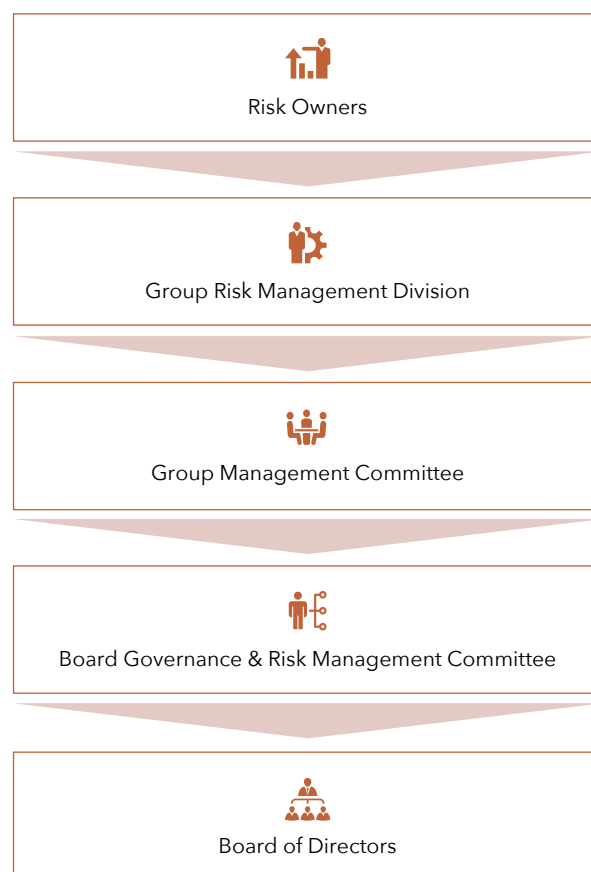 Risk Owners
Group Risk Management Division
Group Management Committee
Board Governance & Risk Management Committee
Board of Directors